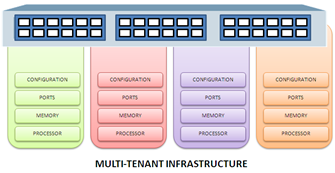 CONFIGURATION CONFIGURATION CONFIGURATION CONFIGURATION
PORTS PORTS PORTS PORTS
MEMORY MEMORY MEMORY MEMORY
PROCESSOR PROCESSOR PROCESSOR PROCESSOR
MULTI-TENANT INFRASTRUCTURE